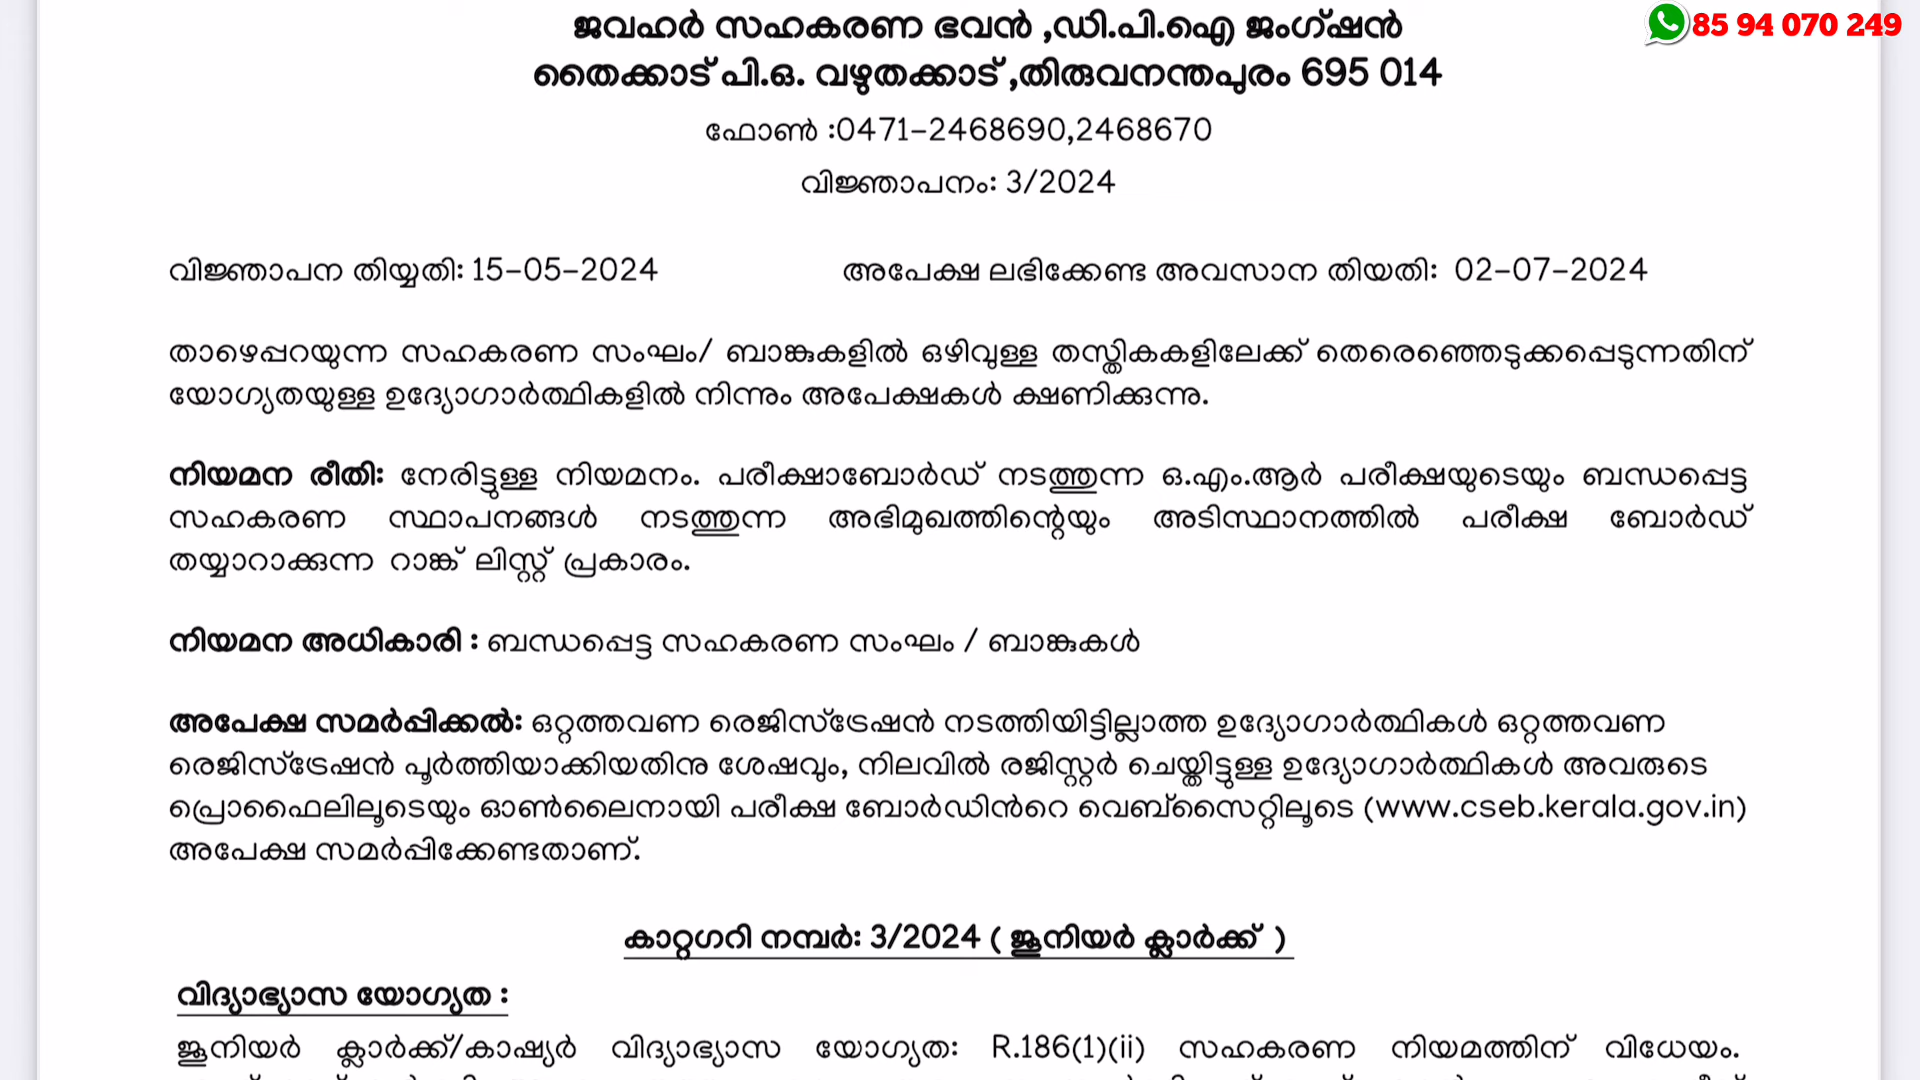 ജവഹർ സഹകരണ ഭവൻ ,ഡി.പി.ഐ ജംഗ്ഷൻ
85 94 070 249
തൈക്കാട് പി.ഒ. വഴുതക്കാട് ,തിരുവനന്തപുരം 695 014
ഫോൺ :0471-2468690,2468670
വിജ്ഞാപനം: 3/2024
വിജ്ഞാപന തിയ്യതി: 15-05-2024 അപേക്ഷ ലഭിക്കേണ്ട അവസാന തിയതി: 02-07-2024
താഴെപ്പറയുന്ന സഹകരണ സംഘം/ ബാങ്കുകളിൽ ഒഴിവുള്ള തസ്തികകളിലേക്ക് തെരെഞ്ഞെടുക്കപ്പെടുന്നതിന്
യോഗ്യതയുള്ള ഉദ്യോഗാർത്ഥികളിൽ നിന്നും അപേക്ഷകൾ ക്ഷണിക്കുന്നു.
നിയമന രീതി: നേരിട്ടുള്ള നിയമനം. പരീക്ഷാബോർഡ് നടത്തുന്ന ഒ.എം.ആർ പരീക്ഷയുടെയും ബന്ധപ്പെട്ട
സഹകരണ സ്ഥാപനങ്ങൾ നടത്തുന്ന അഭിമുഖത്തിന്റെയും അടിസ്ഥാനത്തിൽ പരീക്ഷ ബോർഡ്
തയ്യാറാക്കുന്ന റാങ്ക് ലിസ്റ്റ് പ്രകാരം.
നിയമന അധികാരി : ബന്ധപ്പെട്ട സഹകരണ സംഘം / ബാങ്കുകൾ
അപേക്ഷ സമർപ്പിക്കൽ: ഒറ്റത്തവണ രെജിസ്ട്രേഷൻ നടത്തിയിട്ടില്ലാത്ത ഉദ്യോഗാർത്ഥികൾ ഒറ്റത്തവണ
രെജിസ്ട്രേഷൻ പൂർത്തിയാക്കിയതിനു ശേഷവും, നിലവിൽ രജിസ്റ്റർ ചെയ്തിട്ടുള്ള ഉദ്യോഗാർത്ഥികൾ അവരുടെ
പ്രൊഫൈലിലൂടെയും ഓൺലൈനായി പരീക്ഷ ബോർഡിൻറെ വെബ്സൈറ്റിലൂടെ (www.cseb.kerala.gov.in)
അപേക്ഷ സമർപ്പിക്കേണ്ടതാണ്.
കാറ്റഗറി നമ്പർ: 3/2024 ( ജൂനിയർ ക്ലാർക്ക് )
വിദ്യാഭ്യാസ യോഗ്യത :
ജൂനിയർ ക്ലാർക്ക്/കാഷ്യർ വിദ്യാഭ്യാസ യോഗ്യത: R.186(1)(ii) സഹകരണ നിയമത്തിന് വിധേയം.